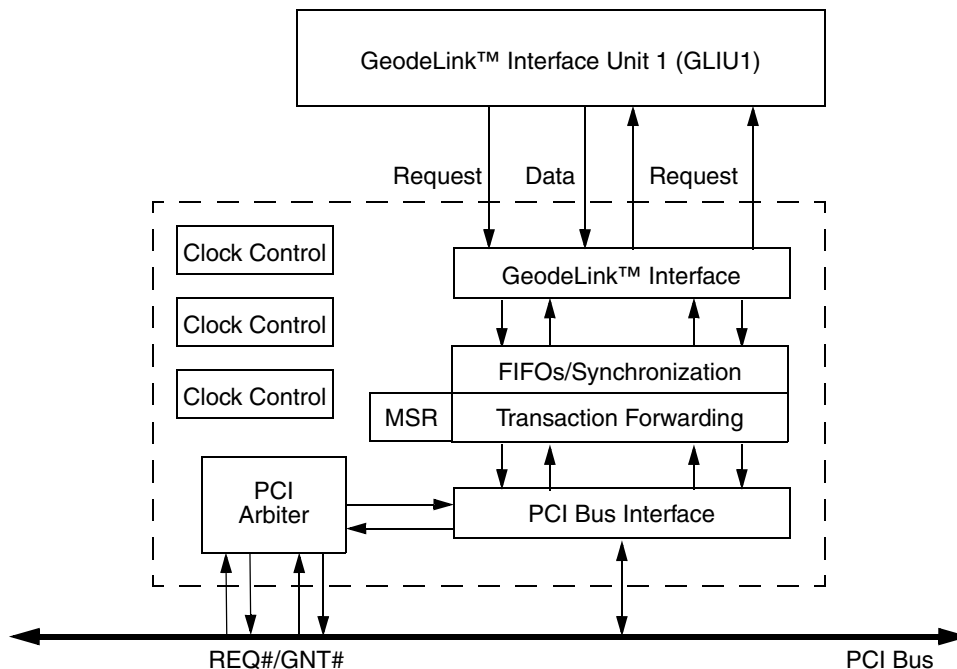 GeodeLink™ Interface Unit 1 (GLIU1)
Request
Data
Request
Clock Control
GeodeLink™ Interface
Clock Control
FIFOs/Synchronization
Clock Control
MSR
Transaction Forwarding
PCI
Arbiter
PCI Bus Interface
REQ#/GNT#
PCI Bus